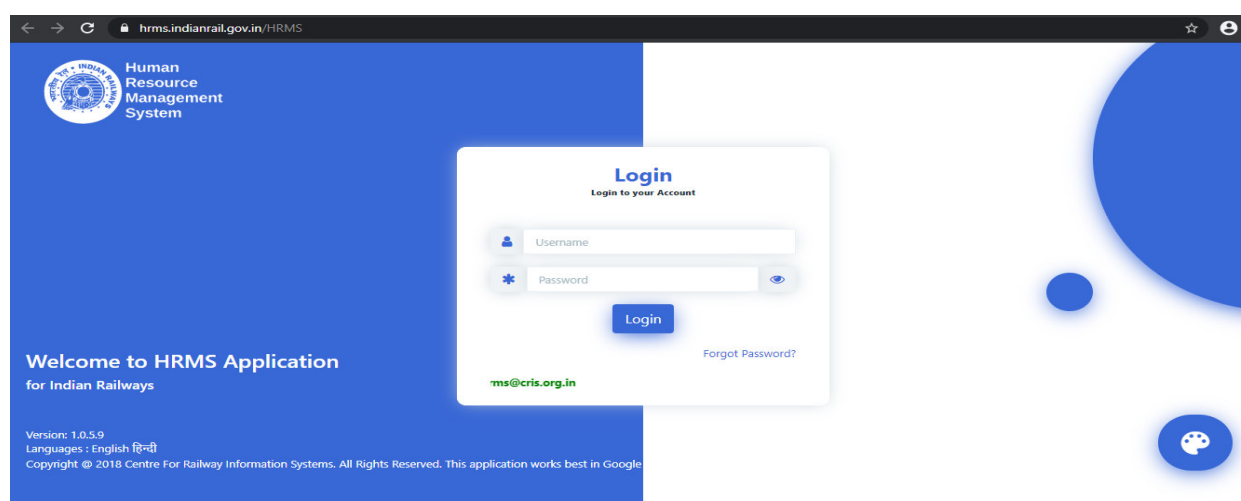 hrms.indianrail.gov.in/HRMS
Human
Resource
Management
System
Login
Login to your Account
Username
Password
Login
Forgot Password?
rms@cris.org.in
Welcome to HRMS Application
for Indian Railways
Version: 1.0.5.9
Languages : English हिन्दी
Copyright @ 2018 Centre For Railway Information Systems. All Rights Reserved. This application works best in Google